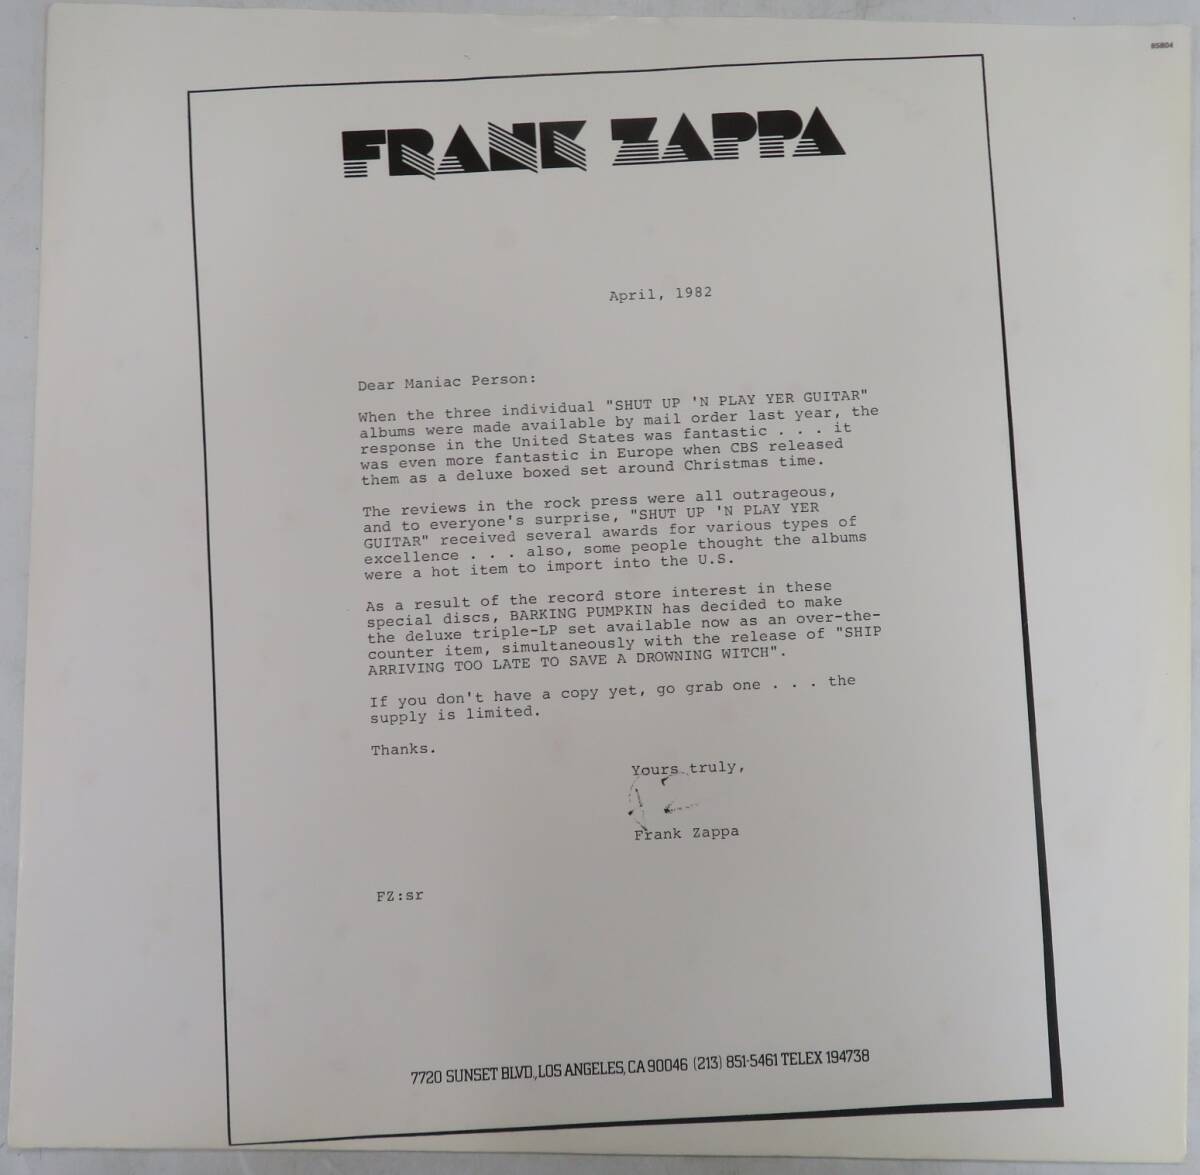 85804
FRANK ZAPPA
April, 1982
Dear Maniac Person:
When the three individual "SHUT UP 'N PLAY YER GUITAR"
albums were made available by mail order last year, the
response in the United States was fantastic . . . it
was even more fantastic in Europe when CBS released
them as a deluxe boxed set around Christmas time.
The reviews in the rock press were all outrageous,
and to everyone's surprise, "SHUT UP 'N PLAY YER
GUITAR" received several awards for various types of
excellence . . . also, some people thought the albums
were a hot item to import into the U.S.
As a result of the record store interest in these
special discs, BARKING PUMPKIN has decided to make
the deluxe triple-LP set available now as an over-the-
counter item, simultaneously with the release of "SHIP
ARRIVING TOO LATE TO SAVE A DROWNING WITCH".
If you don't have a copy yet, go grab one . . . the
supply is limited.
Thanks.
Yours truly,
Frank Zappa
FZ:sr
7720 SUNSET BLVD., LOS ANGELES, CA 90046 (213) 851-5461 TELEX 194738